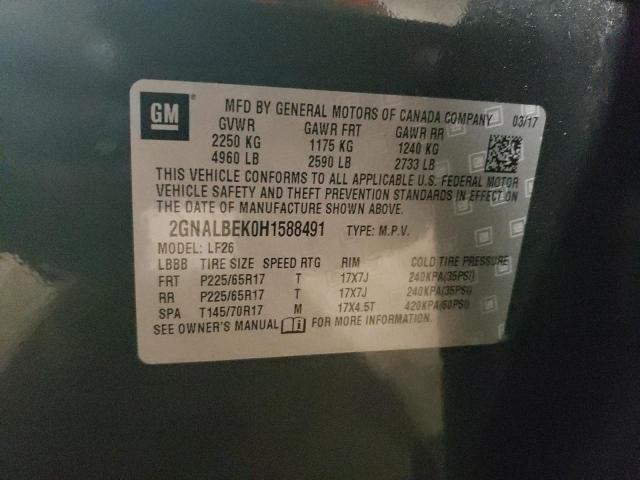 GM
MFD BY GENERAL MOTORS OF CANADA COMPANY 03/17
GVWR GAWR FRT GAWR RR
2250 KG 1175 KG 1240 KG
4960 LB 2590 LB 2733 LB
THIS VEHICLE CONFORMS TO ALL APPLICABLE U.S. FEDERAL MOTOR
VEHICLE SAFETY AND THEFT PREVENTION STANDARDS IN EFFECT ON
THE DATE OF MANUFACTURE SHOWN ABOVE.
2GNALBEK0H1588491 TYPE: M.P.V.
MODEL: LF26
LBBB TIRE SIZE SPEED RTG RIM COLD TIRE PRESSURE
FRT P225/65R17 T 17X7J 240KPA(35PSI)
RR P225/65R17 T 17X7J 240KPA(35PSI)
SPA T145/70R17 M 17X4.5T 420KPA(60PSI)
SEE OWNER'S MANUAL FOR MORE INFORMATION.